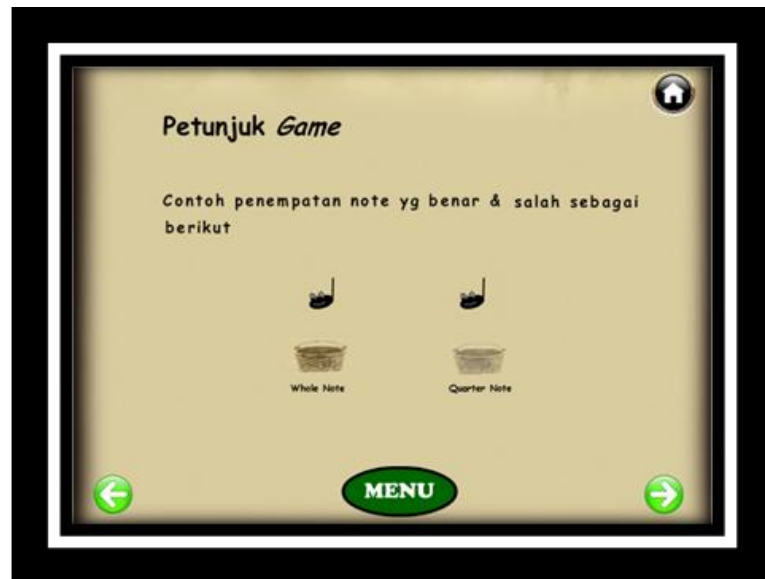 Petunjuk Game
Contoh penempatan note yg benar & salah sebagai
berikut
Whole Note
Quarter Note
MENU